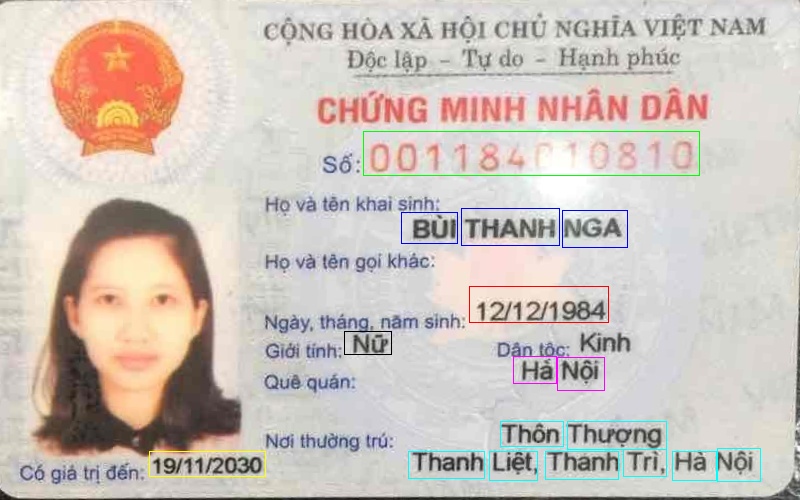 CỘNG HÒA XÃ HỘI CHỦ NGHĨA VIỆT NAM
Độc lập - Tự do - Hạnh phúc
CHỨNG MINH NHÂN DÂN
Số: 001184010810
Họ và tên khai sinh:
BÙI THANH NGA
Họ và tên gọi khác:
Ngày, tháng, năm sinh: 12/12/1984
Giới tính: Nữ Dân tộc: Kinh
Quê quán: Hà Nội
Nơi thường trú: Thôn Thượng
Có giá trị đến: 19/11/2030 Thanh Liệt, Thanh Trì, Hà Nội